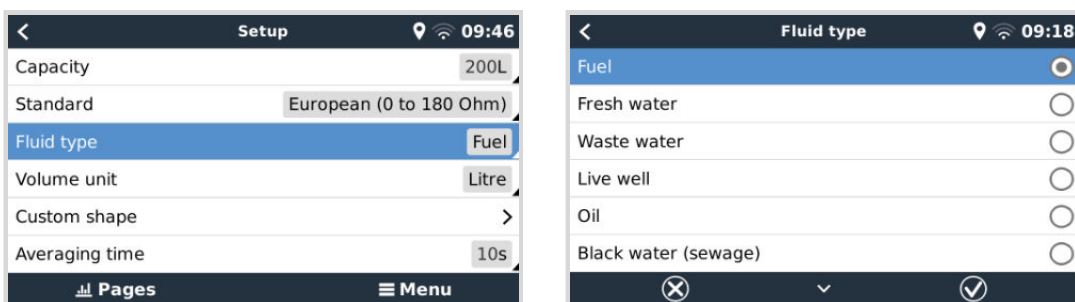 Setup 09:46
Capacity 200L
Standard European (0 to 180 Ohm)
Fluid type Fuel
Volume unit Litre
Custom shape
Averaging time 10s
Pages Menu
Fluid type 09:18
Fuel
Fresh water
Waste water
Live well
Oil
Black water (sewage)